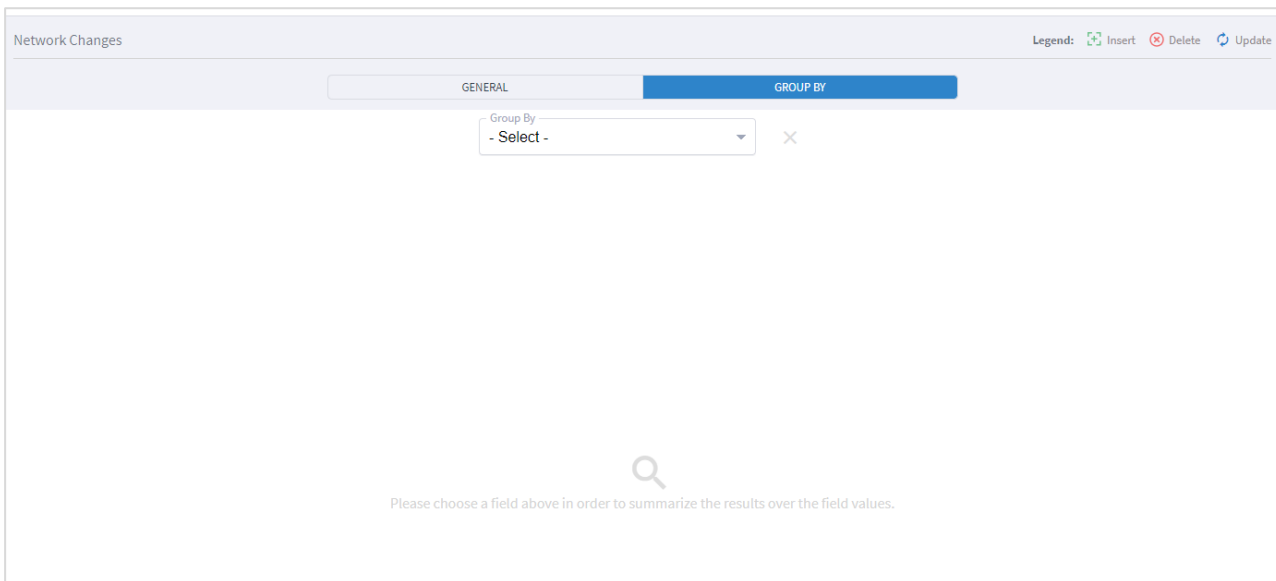 Network Changes
Legend: Insert Delete Update
GENERAL GROUP BY
Group By
- Select -
Please choose a field above in order to summarize the results over the field values.